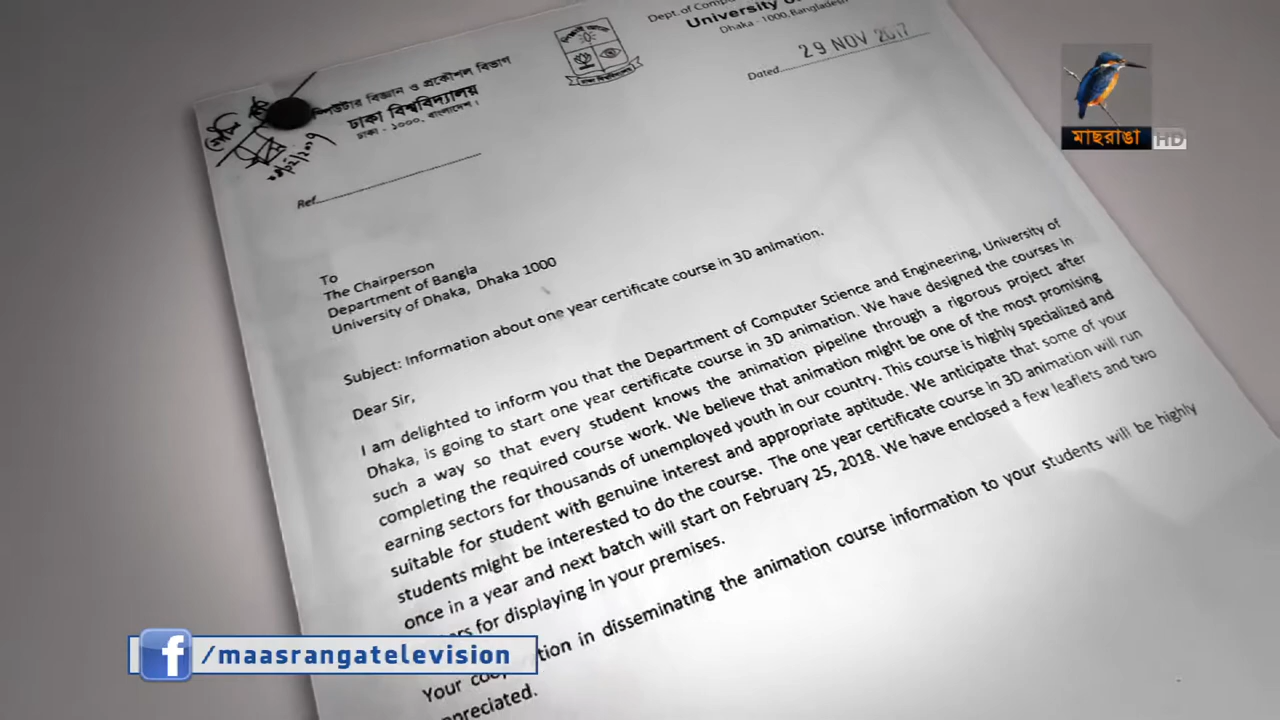 কম্পিউটার বিজ্ঞান ও প্রকৌশল বিভাগ
ঢাকা বিশ্ববিদ্যালয়
ঢাকা - ১০০০, বাংলাদেশ।
Dept. of Compu
University
Dhaka - 1000, Bangladesh
Dated 29 NOV 2017
Ref.
To
The Chairperson
Department of Bangla
University of Dhaka, Dhaka 1000
Subject: Information about one year certificate course in 3D animation.
Dear Sir,
I am delighted to inform you that the Department of Computer Science and Engineering, University of
Dhaka, is going to start one year certificate course in 3D animation. We have designed the courses in
such a way so that every student knows the animation pipeline through a rigorous project after
completing the required course work. We believe that animation might be one of the most promising
earning sectors for thousands of unemployed youth in our country. This course is highly specialized and
suitable for student with genuine interest and appropriate aptitude. We anticipate that some of your
students might be interested to do the course. The one year certificate course in 3D animation will run
once in a year and next batch will start on February 25, 2018. We have enclosed a few leaflets and two
for displaying in your premises.
Your in disseminating the animation course information to your students will be highly
preciated.
মাছরাঙা HD
/maasrangatelevision